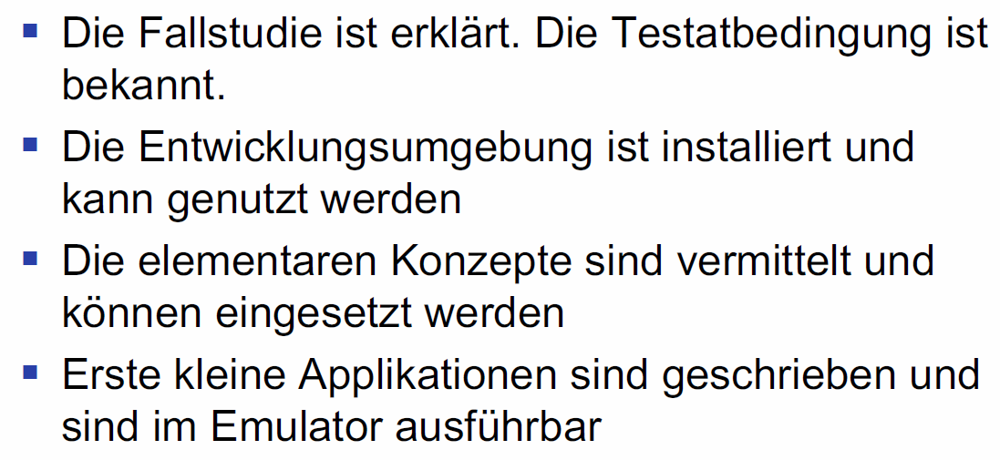 ▪ Die Fallstudie ist erklärt. Die Testatbedingung ist
bekannt.
▪ Die Entwicklungsumgebung ist installiert und
kann genutzt werden
▪ Die elementaren Konzepte sind vermittelt und
können eingesetzt werden
▪ Erste kleine Applikationen sind geschrieben und
sind im Emulator ausführbar